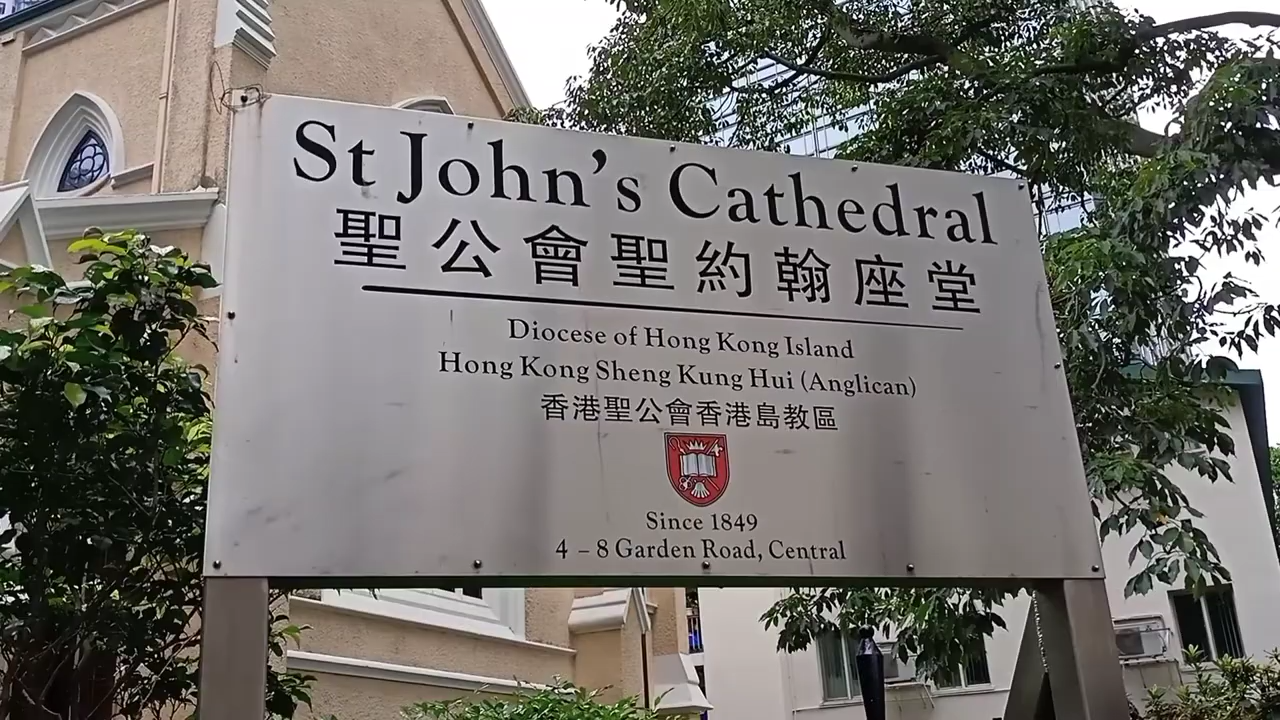 St John's Cathedral
聖公會聖約翰座堂
Diocese of Hong Kong Island
Hong Kong Sheng Kung Hui (Anglican)
香港聖公會香港島教區
Since 1849
4 – 8 Garden Road, Central